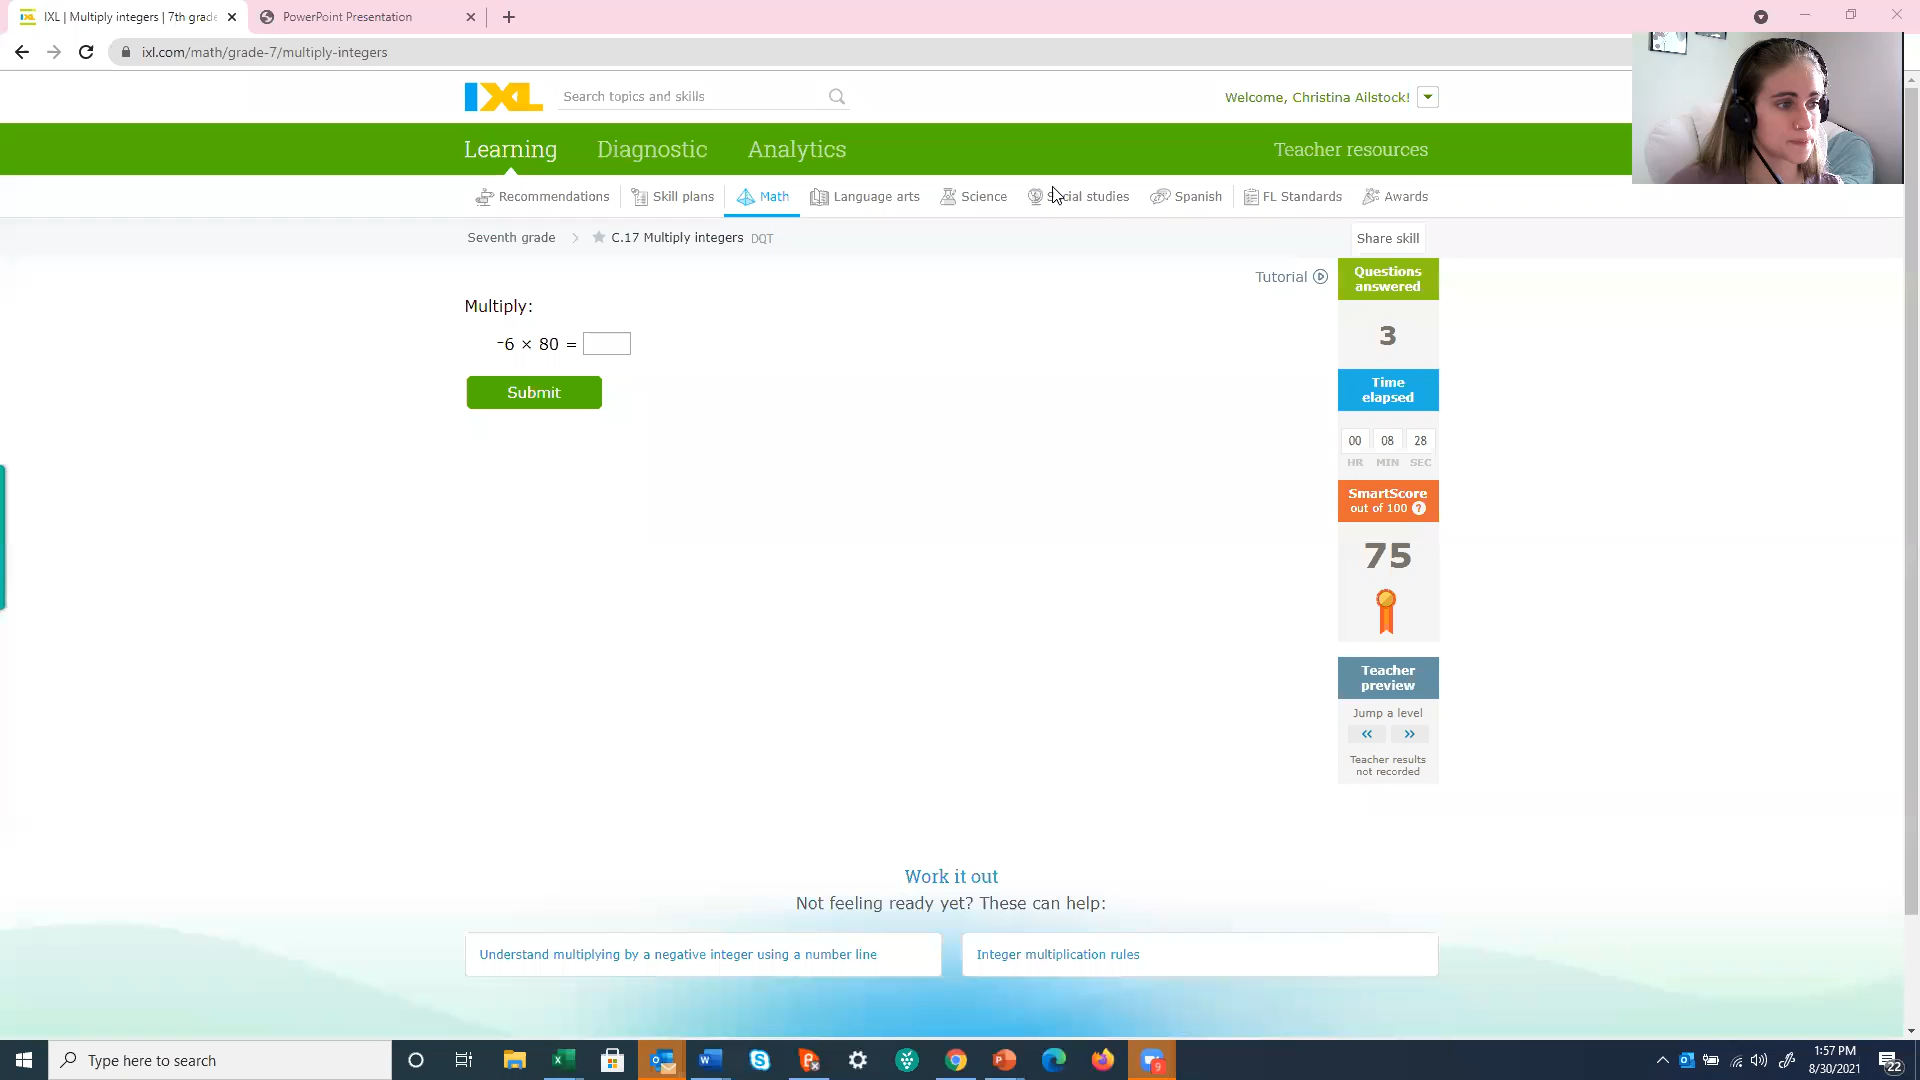 IXL | Multiply integers | 7th grade
PowerPoint Presentation
ixl.com/math/grade-7/multiply-integers
IXL
Search topics and skills
Welcome, Christina Ailstock!
Learning
Diagnostic
Analytics
Teacher resources
Recommendations
Skill plans
Math
Language arts
Science
Social studies
Spanish
FL Standards
Awards
Seventh grade > C.17 Multiply integers DQT
Share skill
Tutorial
Multiply:
-6 × 80 =
Submit
Questions
answered
3
Time
elapsed
00 08 28
HR MIN SEC
SmartScore
out of 100 ?
75
Teacher
preview
Jump a level
<< >>
Teacher results
not recorded
Work it out
Not feeling ready yet? These can help:
Understand multiplying by a negative integer using a number line
Integer multiplication rules
Type here to search
9
1:57 PM
8/30/2021
22